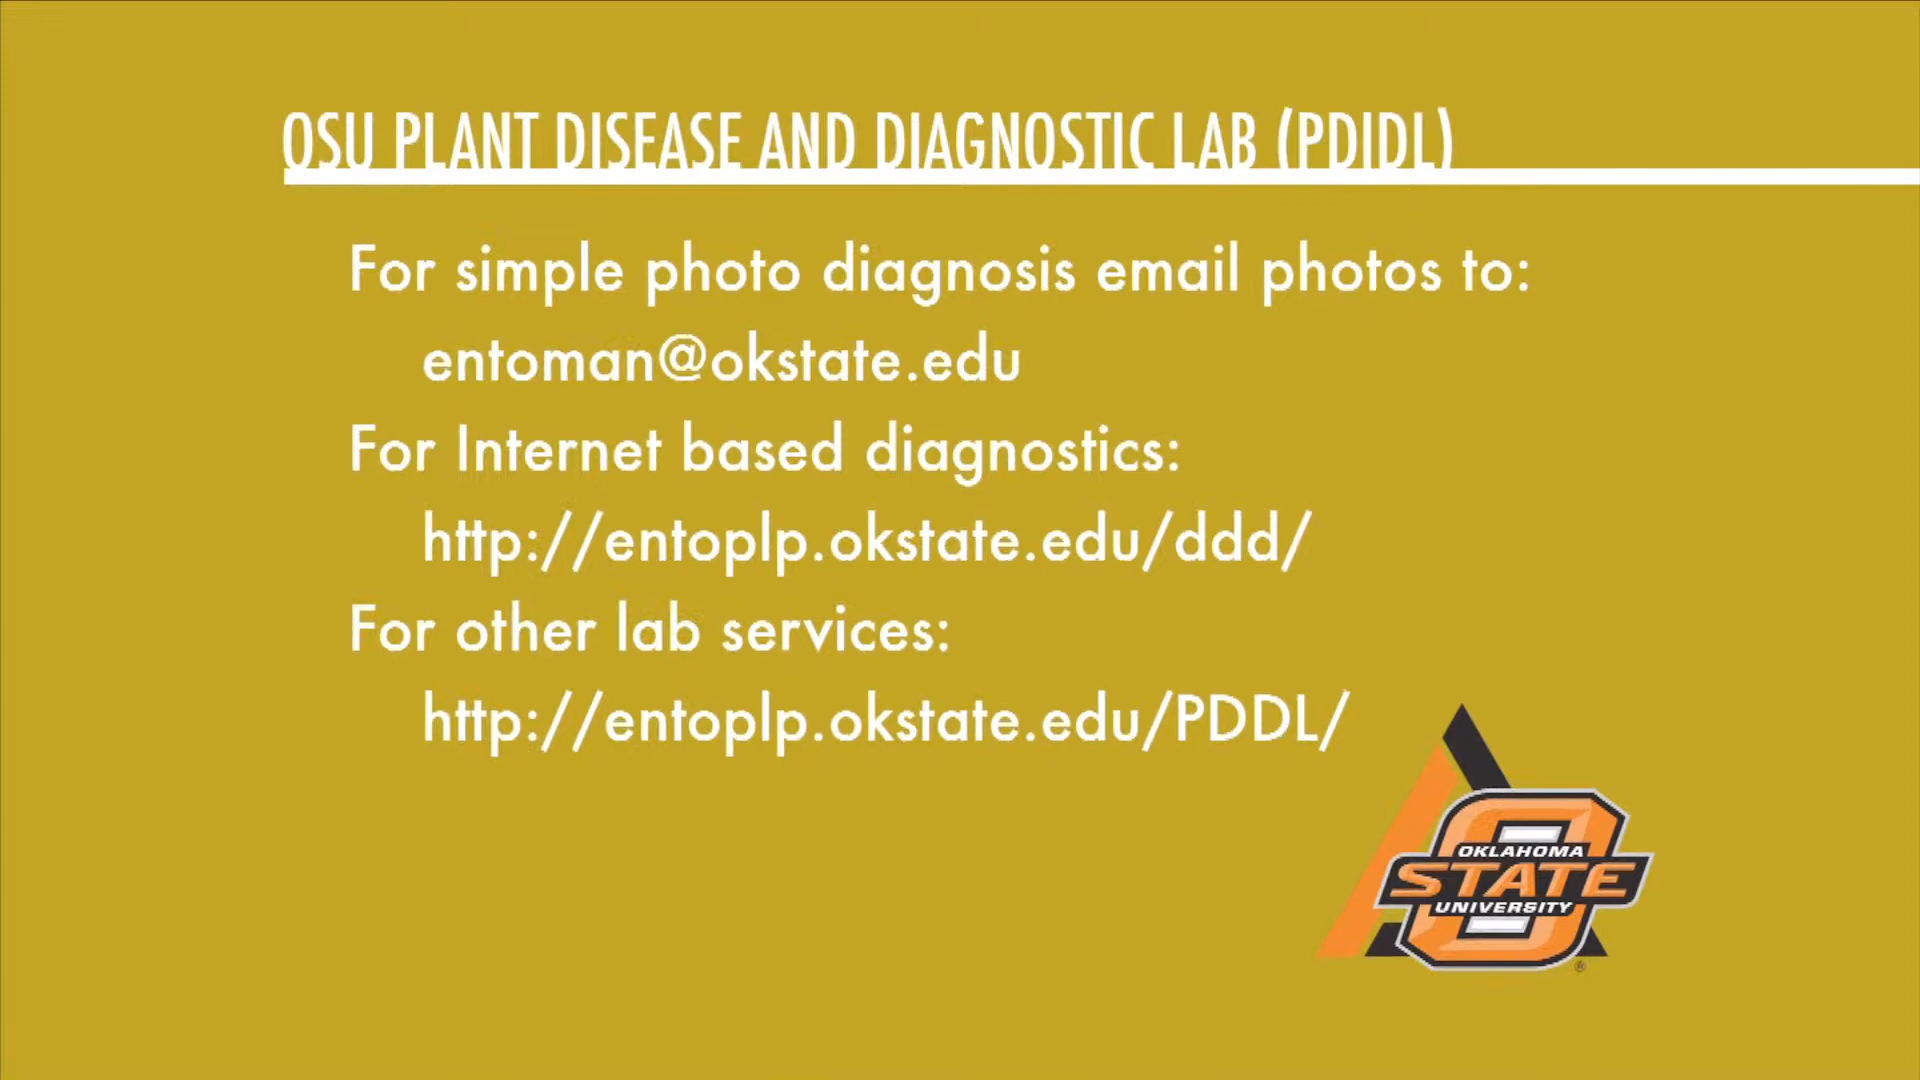 OSU PLANT DISEASE AND DIAGNOSTIC LAB (PDIDL)
For simple photo diagnosis email photos to:
entoman@okstate.edu
For Internet based diagnostics:
http://entoplp.okstate.edu/ddd/
For other lab services:
http://entoplp.okstate.edu/PDDL/
OKLAHOMA
STATE
UNIVERSITY
®